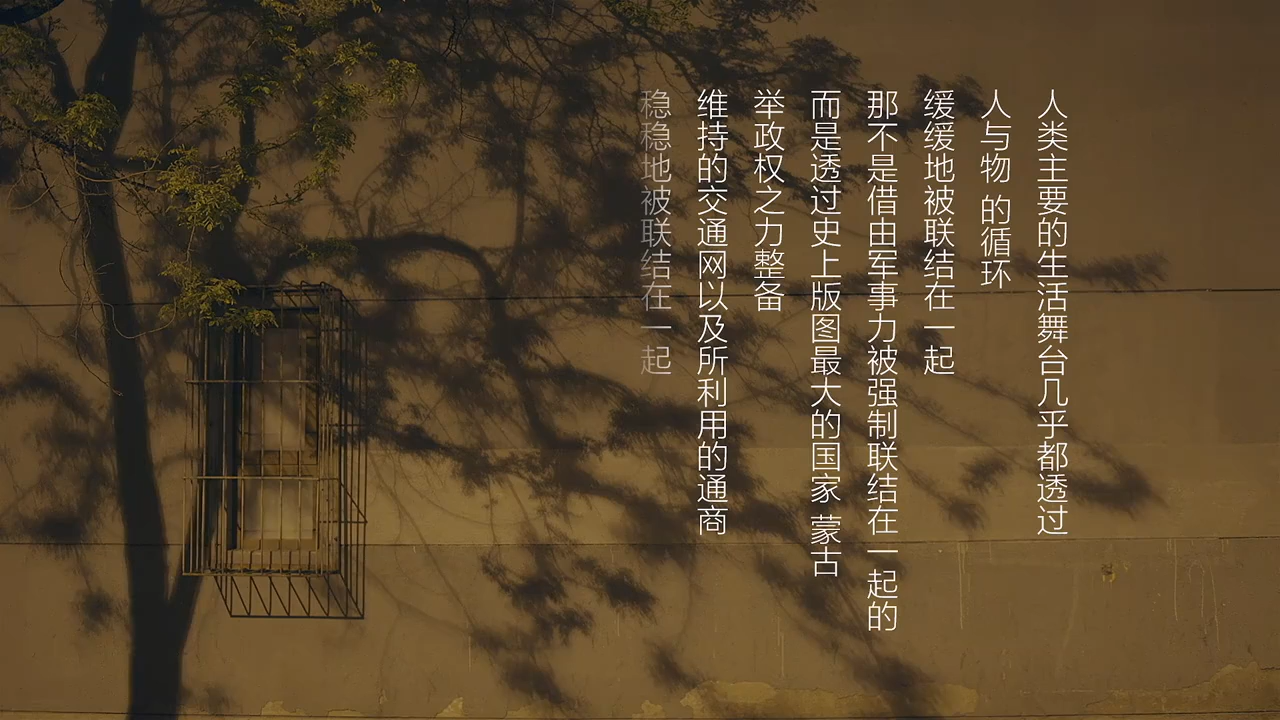 人类主要的生活舞台几乎都透过
人与物 的循环
缓缓地被联结在一起
那不是借由军事力被强制联结在一起的
而是透过史上版图最大的国家 蒙古
举政权之力整备
维持的交通网以及所利用的通商
稳稳地被联结在一起